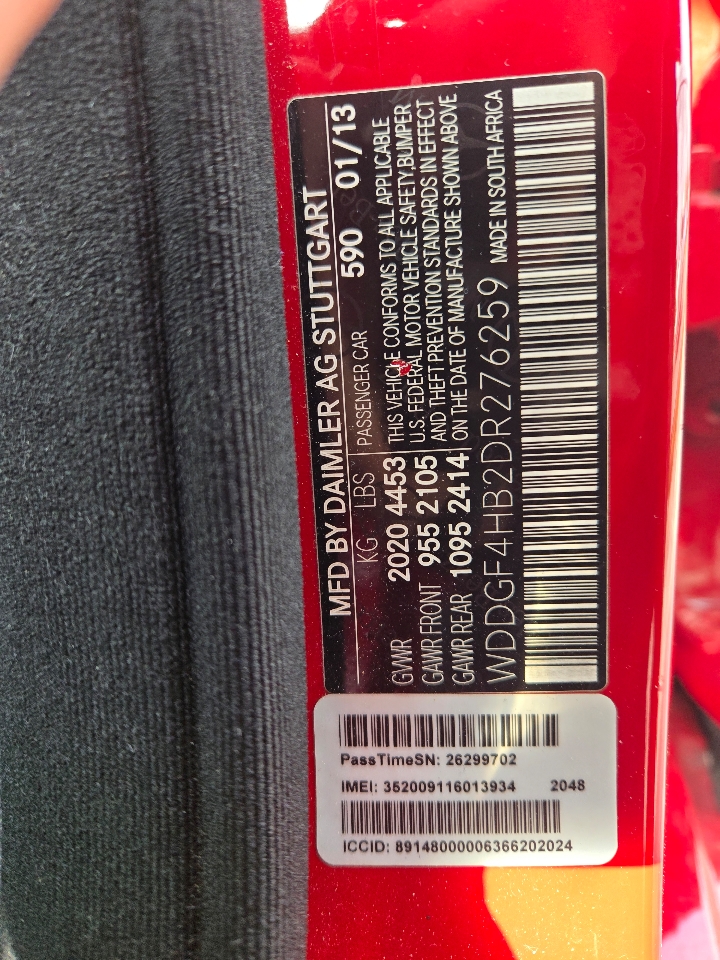 MFD BY DAIMLER AG STUTTGART
KG LBS PASSENGER CAR 590 01/13
GVWR 2020 4453 THIS VEHICLE CONFORMS TO ALL APPLICABLE
GAWR FRONT 955 2105 U.S. FEDERAL MOTOR VEHICLE SAFETY, BUMPER
GAWR REAR 1095 2414 AND THEFT PREVENTION STANDARDS IN EFFECT
ON THE DATE OF MANUFACTURE SHOWN ABOVE
WDDGF4HB2DR276259 MADE IN SOUTH AFRICA
PassTimeSN: 26299702
IMEI: 352009116013934 2048
ICCID: 89148000006366202024